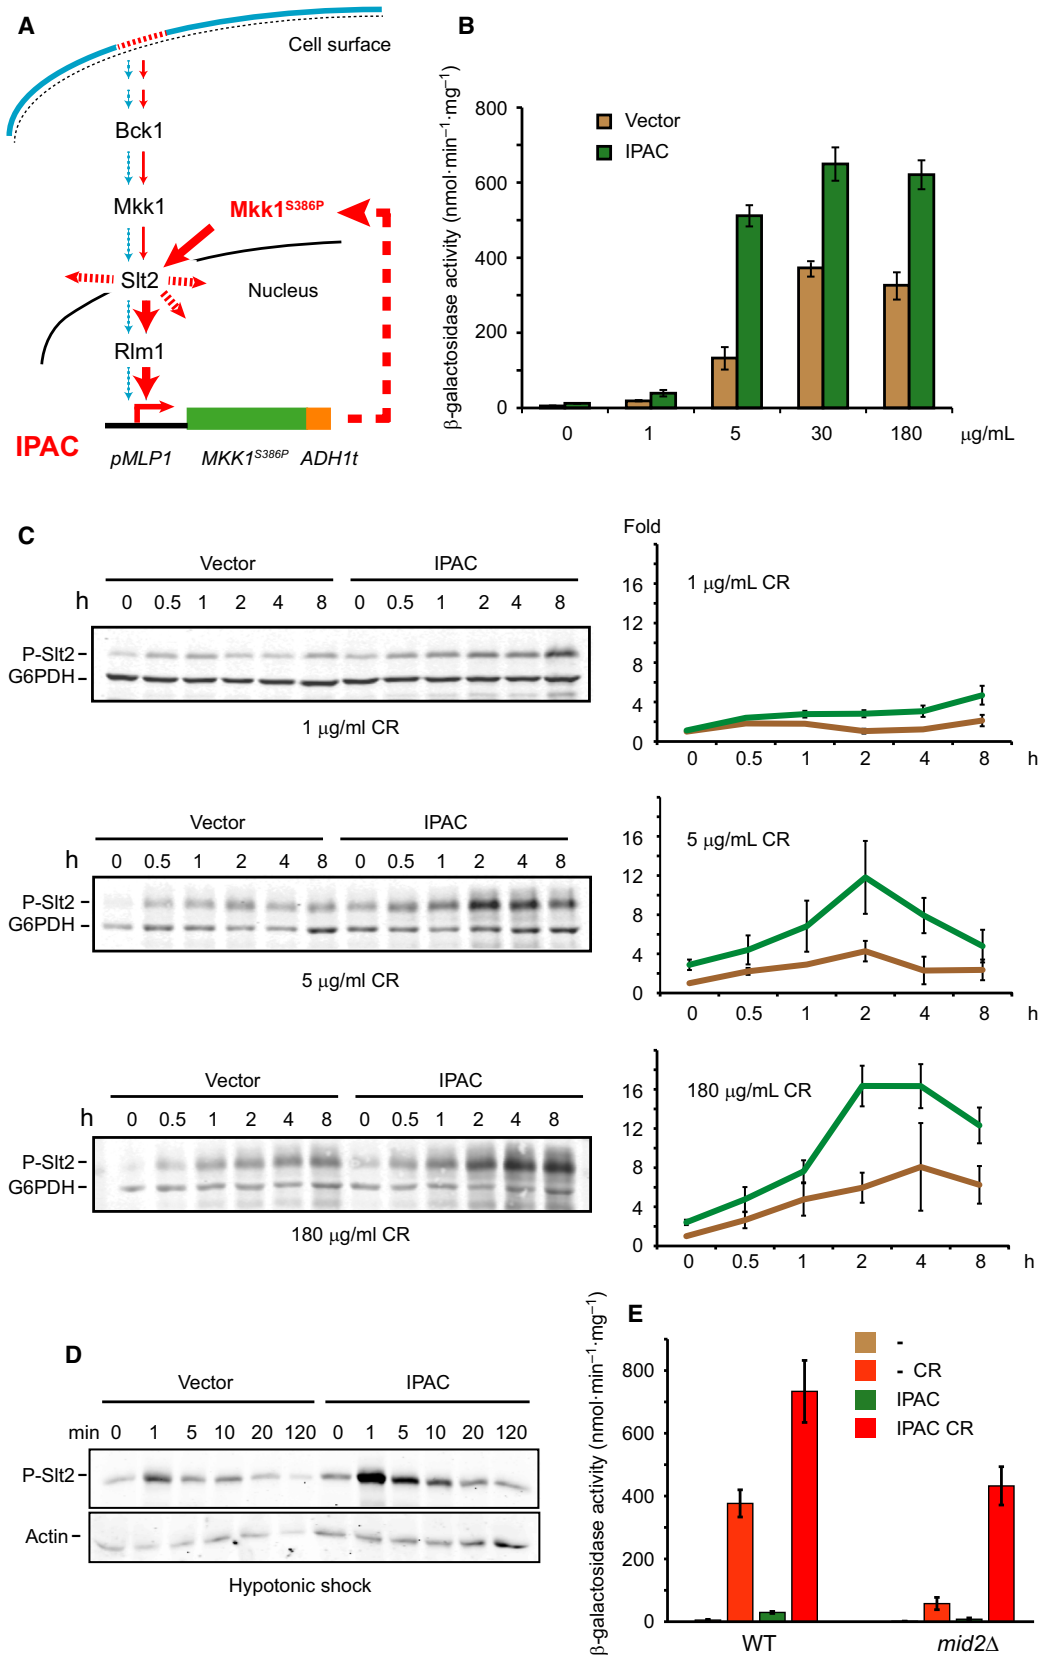 A
Cell surface
Bck1
Mkk1
Mkk1S386P
Slt2
Nucleus
Rlm1
IPAC
pMLP1 MKK1S386P ADH1t
B
β-galactosidase activity (nmol·min−1·mg−1)
800
600
400
200
0
Vector
IPAC
0 1 5 30 180 μg/mL
C
Vector IPAC
h 0 0.5 1 2 4 8 0 0.5 1 2 4 8
P-Slt2
G6PDH
1 μg/ml CR
Fold
1 μg/mL CR
16
12
8
4
0
0 0.5 1 2 4 8 h
Vector IPAC
h 0 0.5 1 2 4 8 0 0.5 1 2 4 8
P-Slt2
G6PDH
5 μg/ml CR
5 μg/mL CR
16
12
8
4
0
0 0.5 1 2 4 8 h
Vector IPAC
h 0 0.5 1 2 4 8 0 0.5 1 2 4 8
P-Slt2
G6PDH
180 μg/ml CR
180 μg/mL CR
16
12
8
4
0
0 0.5 1 2 4 8 h
D
Vector IPAC
min 0 1 5 10 20 120 0 1 5 10 20 120
P-Slt2
Actin
Hypotonic shock
E
β-galactosidase activity (nmol·min−1·mg−1)
800
600
400
200
0
-
- CR
IPAC
IPAC CR
WT mid2Δ